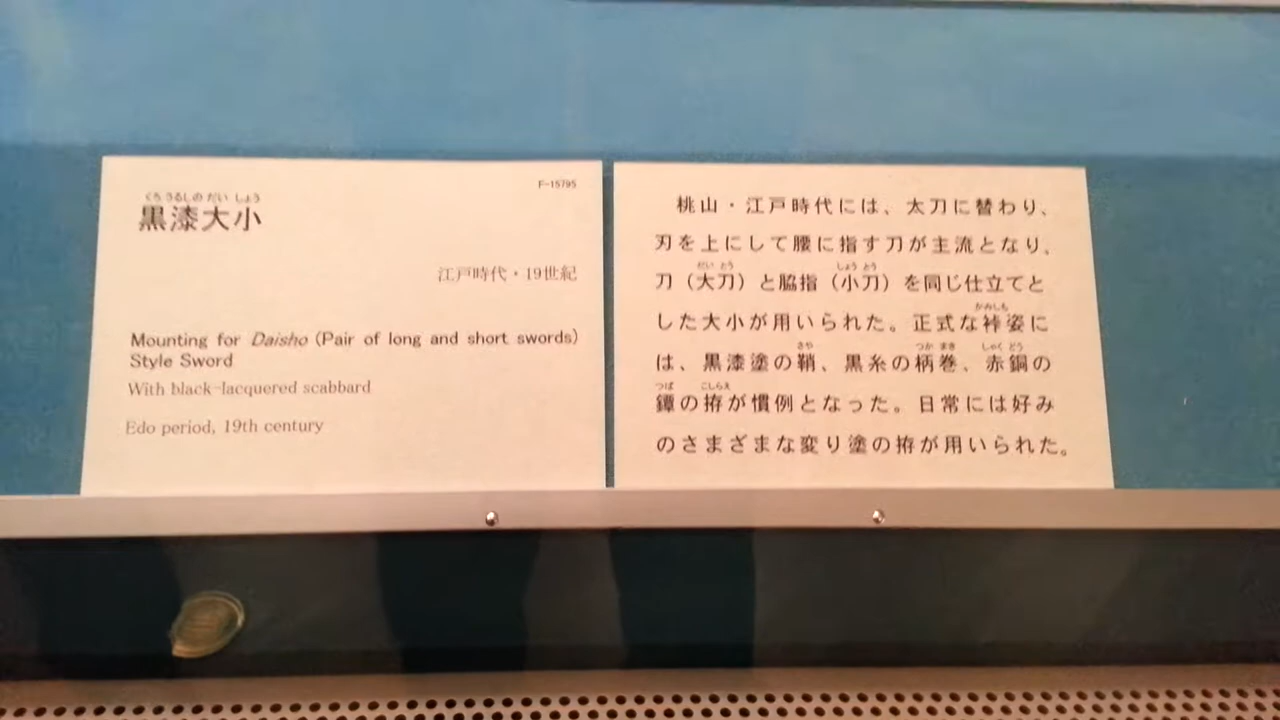 F-15795
くろうるしの だい しょう
黒漆大小
江戸時代・19世紀
Mounting for Daisho (Pair of long and short swords)
Style Sword
With black-lacquered scabbard
Edo period, 19th century
桃山・江戸時代には、太刀に替わり、
刃を上にして腰に指す刀が主流となり、
だい とう しょう とう
刀（大刀）と脇指（小刀）を同じ仕立てと
かみしも
した大小が用いられた。正式な裃姿に
さや つか まき しゃく どう
は、黒漆塗の鞘、黒糸の柄巻、赤銅の
つば こしらえ
鐔の拵が慣例となった。日常には好み
のさまざまな変り塗の拵が用いられた。